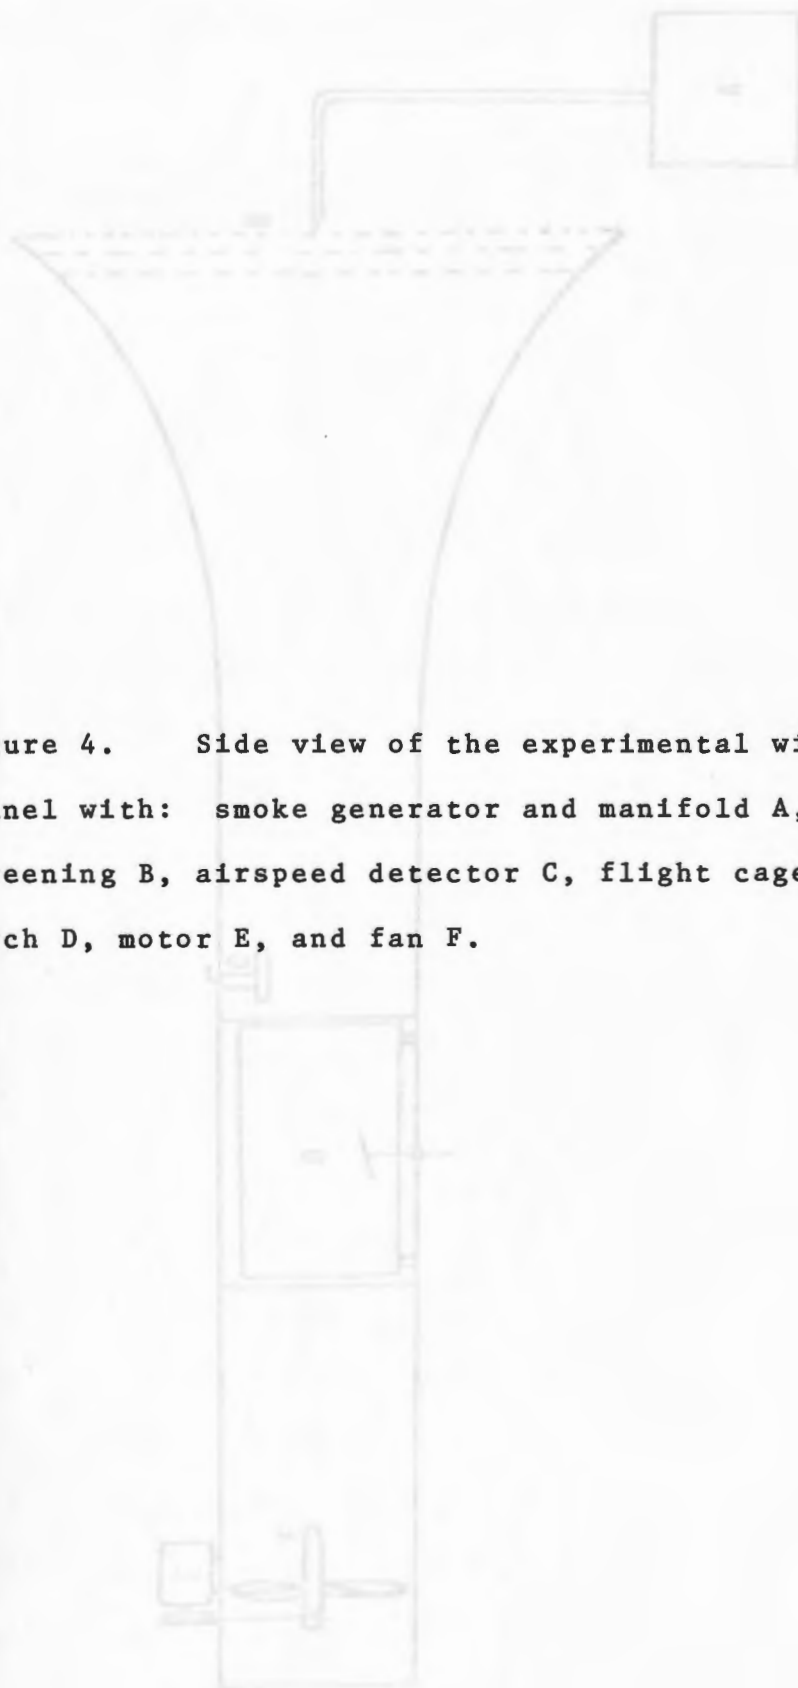 ure 4. Side view of the experimental wi
nel with: smoke generator and manifold A,
eening B, airspeed detector C, flight cage
ch D, motor E, and fan F.